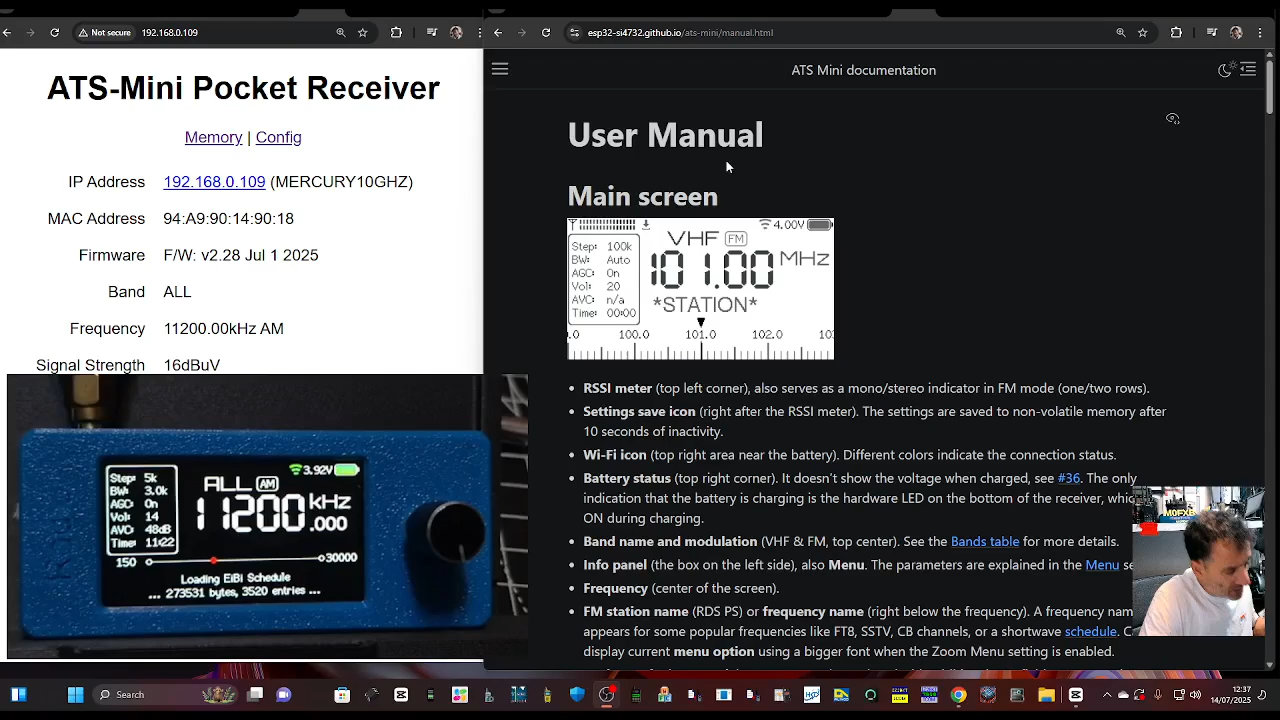 Not secure 192.168.0.109
esp32-si4732.github.io/ats-mini/manual.html
ATS-Mini Pocket Receiver
Memory | Config
IP Address 192.168.0.109 (MERCURY10GHZ)
MAC Address 94:A9:90:14:90:18
Firmware F/W: v2.28 Jul 1 2025
Band ALL
Frequency 11200.00kHz AM
Signal Strength 16dBuV
3.92V
Step: 5k
BW: 3.0k
AGC: On
Vol: 14
AVC: 48dB
Time: 11:22
ALL AM
11200.000 kHz
150 30000
Loading EiBi Schedule
... 273531 bytes, 3520 entries ...
ATS Mini documentation
User Manual
Main screen
4.00V
Step: 100k
BW: Auto
AGC: On
Vol: 20
AVC: n/a
Time: 00:00
VHF FM
101.00 MHz
*STATION*
.0 100.0 101.0 102.0 10
• RSSI meter (top left corner), also serves as a mono/stereo indicator in FM mode (one/two rows).
• Settings save icon (right after the RSSI meter). The settings are saved to non-volatile memory after
10 seconds of inactivity.
• Wi-Fi icon (top right area near the battery). Different colors indicate the connection status.
• Battery status (top right corner). It doesn't show the voltage when charged, see #36. The only
indication that the battery is charging is the hardware LED on the bottom of the receiver, whic
ON during charging.
• Band name and modulation (VHF & FM, top center). See the Bands table for more details.
• Info panel (the box on the left side), also Menu. The parameters are explained in the Menu se
• Frequency (center of the screen).
• FM station name (RDS PS) or frequency name (right below the frequency). A frequency nam
appears for some popular frequencies like FT8, SSTV, CB channels, or a shortwave schedule. C
display current menu option using a bigger font when the Zoom Menu setting is enabled.
M0FXB
Search
12:37
14/07/2025